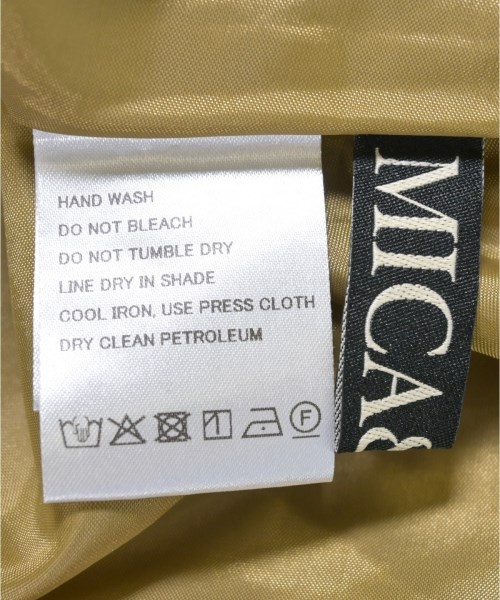 HAND WASH
DO NOT BLEACH
DO NOT TUMBLE DRY
LINE DRY IN SHADE
COOL IRON, USE PRESS CLOTH
DRY CLEAN PETROLEUM
F
MICA&